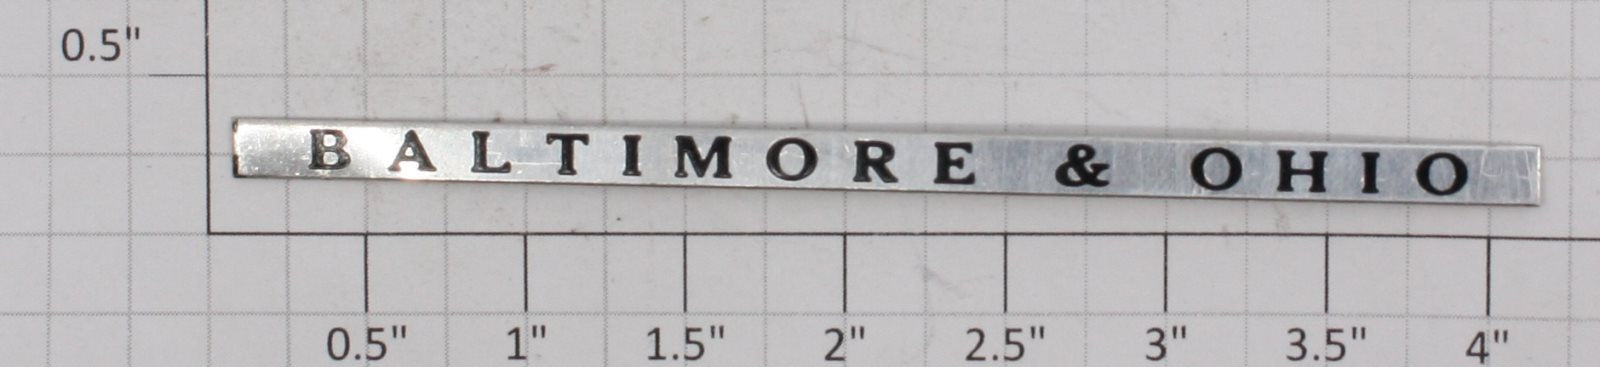 0.5"
BALTIMORE & OHIO
0.5" 1" 1.5" 2" 2.5" 3" 3.5" 4"